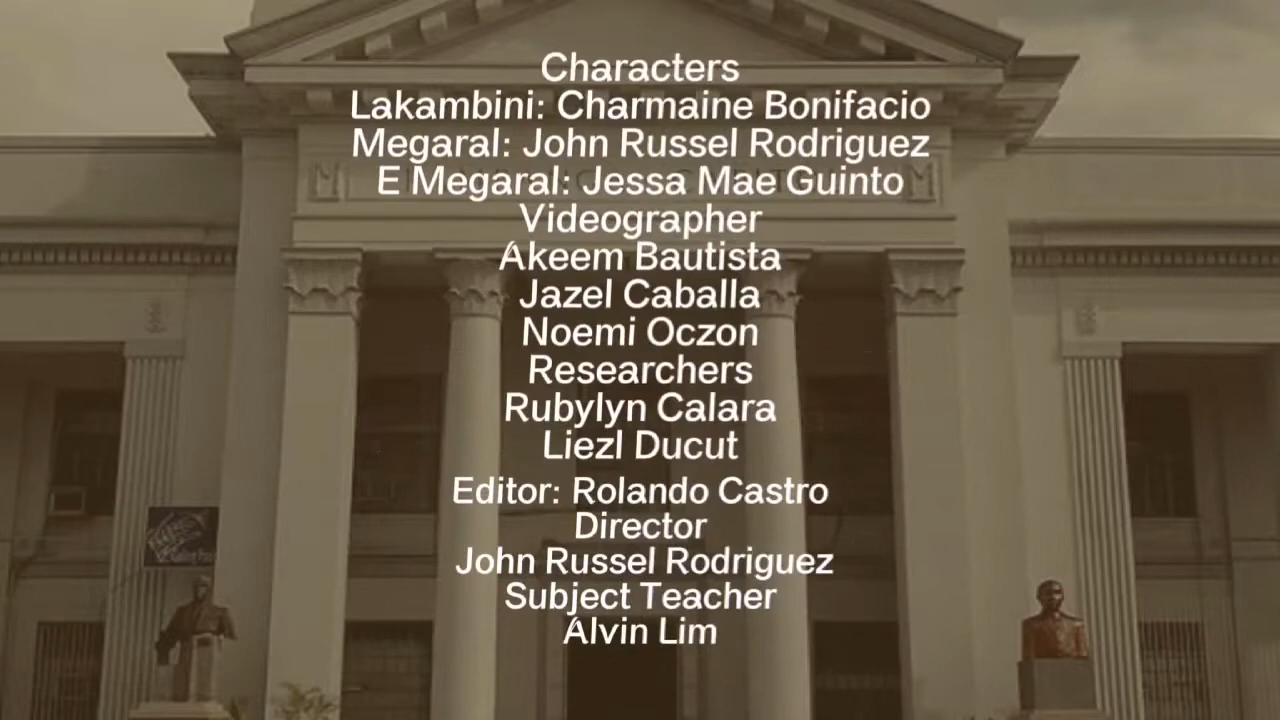 Characters
Lakambini: Charmaine Bonifacio
Megaral: John Russel Rodriguez
E Megaral: Jessa Mae Guinto
Videographer
Akeem Bautista
Jazel Caballa
Noemi Oczon
Researchers
Rubylyn Calara
Liezl Ducut
Editor: Rolando Castro
Director
John Russel Rodriguez
Subject Teacher
Alvin Lim